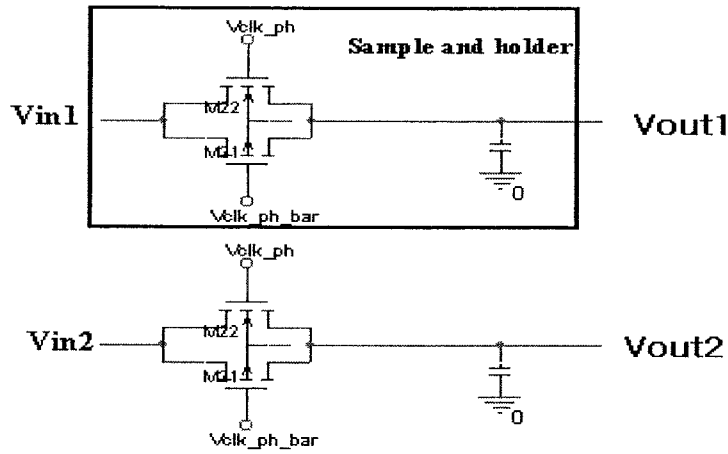 Vclk_ph
Sample and holder
M22
Vin1
Vout1
M21
0
Vclk_ph_bar
Vclk_ph
M22
Vin2
Vout2
M21
0
Vclk_ph_bar